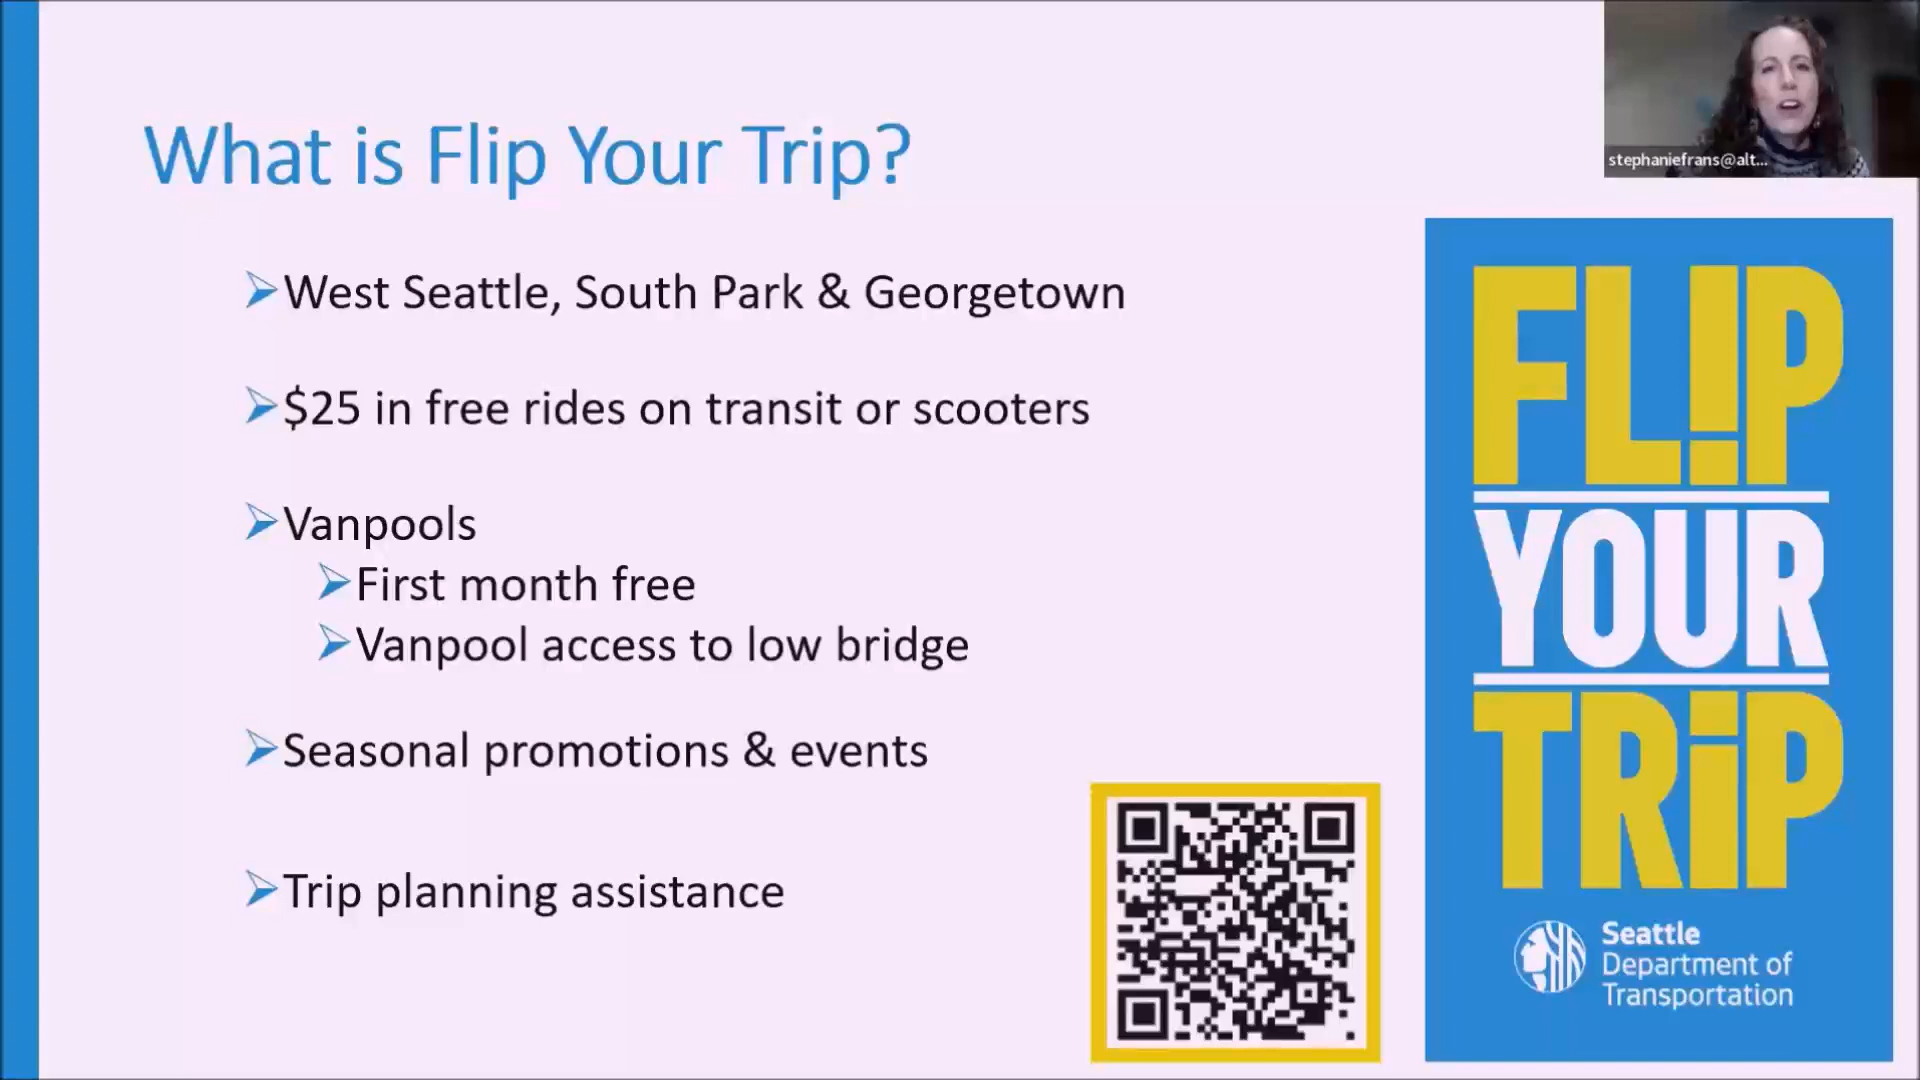 What is Flip Your Trip?
West Seattle, South Park & Georgetown
$25 in free rides on transit or scooters
Vanpools
First month free
Vanpool access to low bridge
Seasonal promotions & events
Trip planning assistance
stephaniefrans@alt...
FLIP
YOUR
TRiP
Seattle
Department of
Transportation